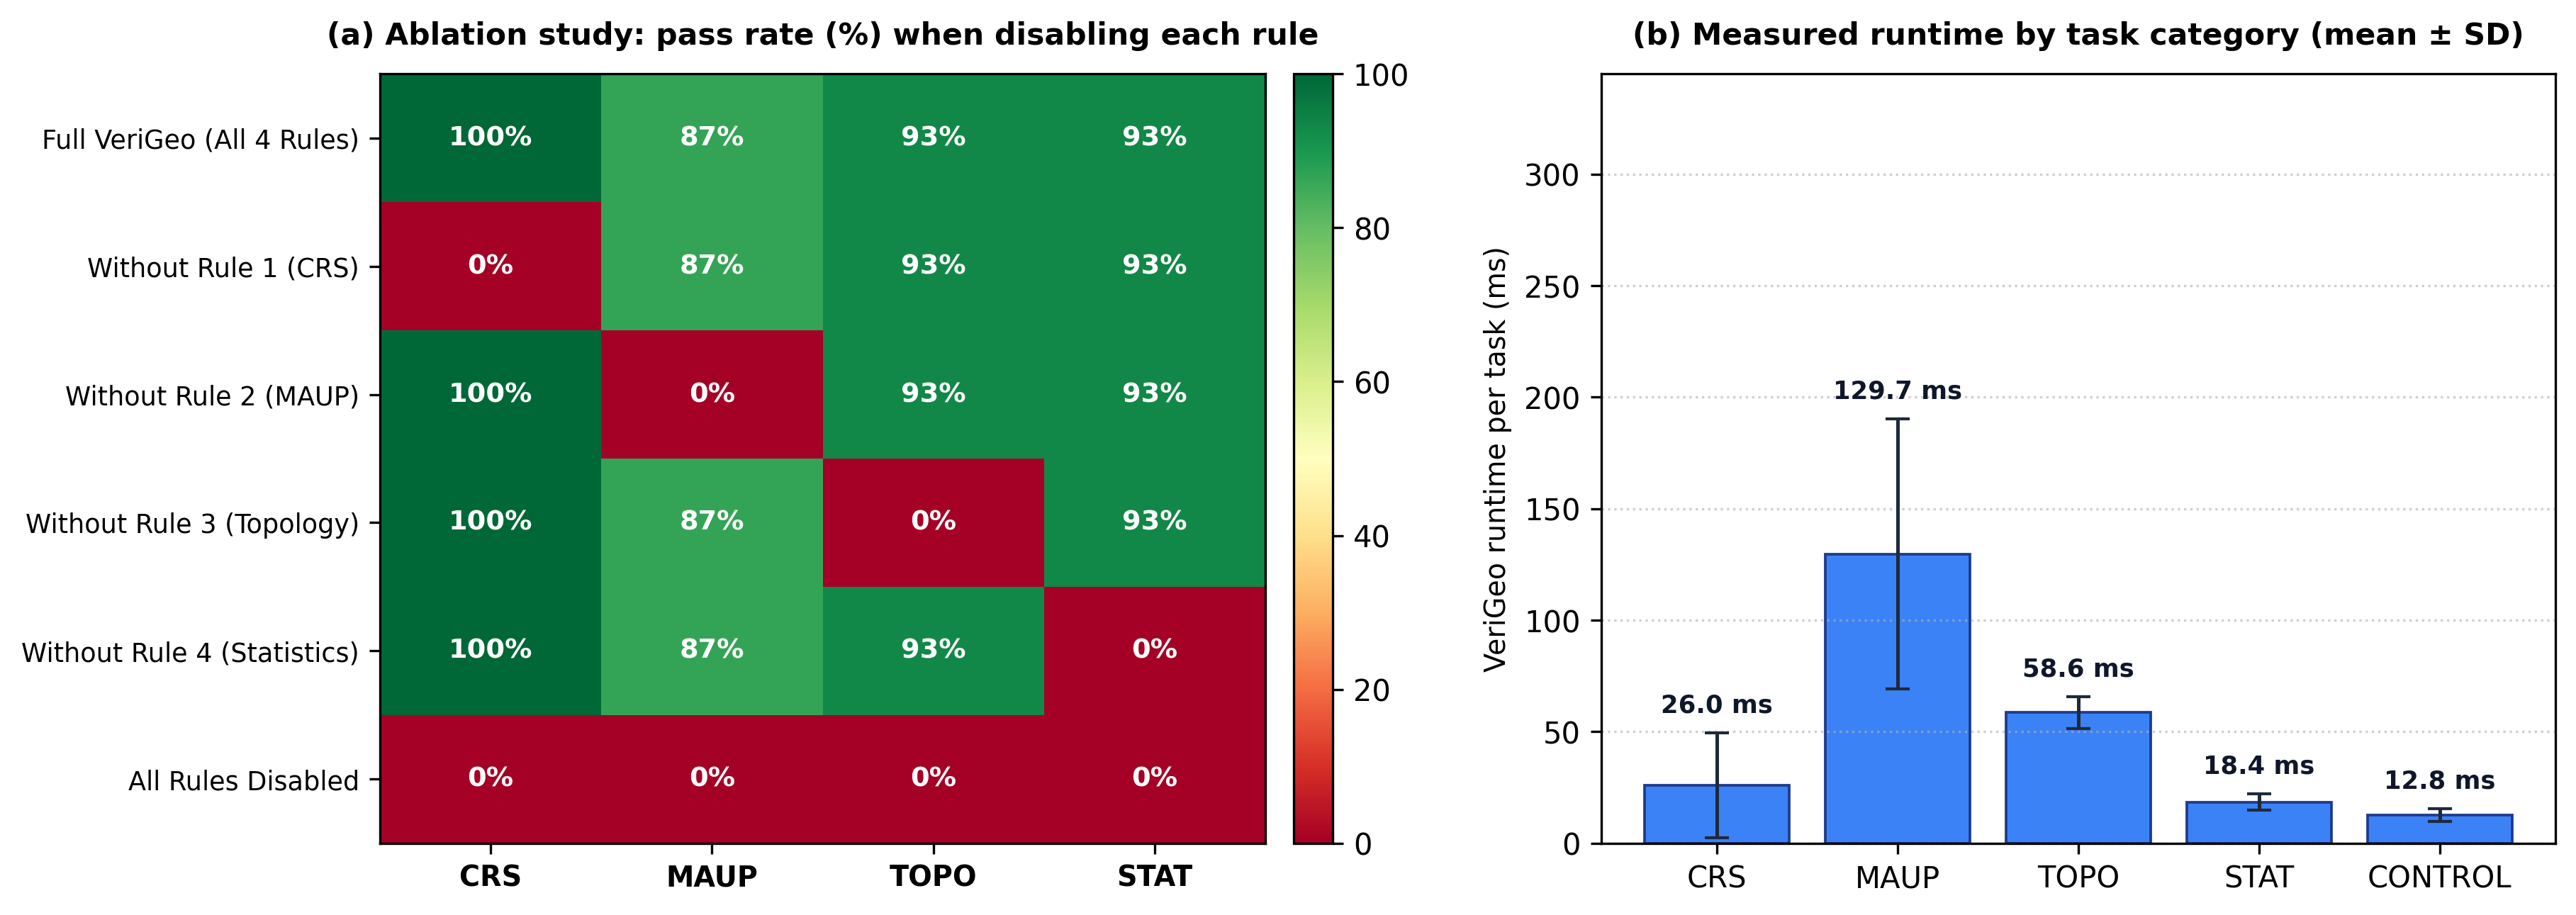 (a) Ablation study: pass rate (%) when disabling each rule
Full VeriGeo (All 4 Rules) 100% 87% 93% 93%
Without Rule 1 (CRS) 0% 87% 93% 93%
Without Rule 2 (MAUP) 100% 0% 93% 93%
Without Rule 3 (Topology) 100% 87% 0% 93%
Without Rule 4 (Statistics) 100% 87% 93% 0%
All Rules Disabled 0% 0% 0% 0%
CRS MAUP TOPO STAT
100
80
60
40
20
0
(b) Measured runtime by task category (mean ± SD)
VeriGeo runtime per task (ms)
300
250
200
150
100
50
0
26.0 ms
129.7 ms
58.6 ms
18.4 ms
12.8 ms
CRS MAUP TOPO STAT CONTROL